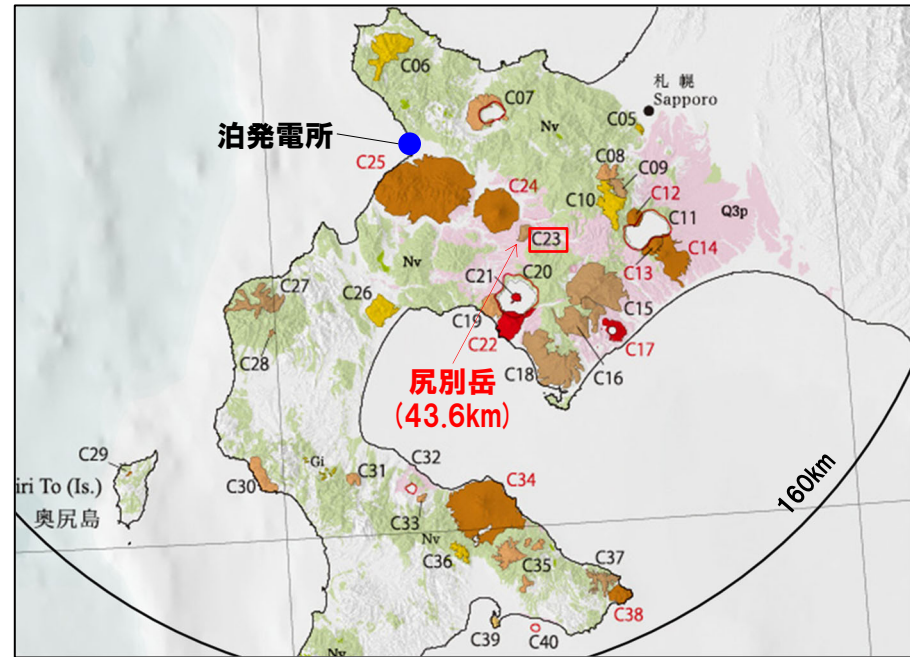 C06
札幌
Sapporo
C07
C05
Nv
泊発電所
C25
C08
C09
C24
C10
C12
C11
Q3p
C23
C13
C14
Nv
C21
C20
C27
C26
C15
C19
C22
C17
C28
C18
C16
尻別岳
(43.6km)
C29
C32
Gi
C31
C34
iri To (Is.)
奥尻島
C30
C33
160km
Nv
C36
C35
C37
C38
C39
C40
Nv